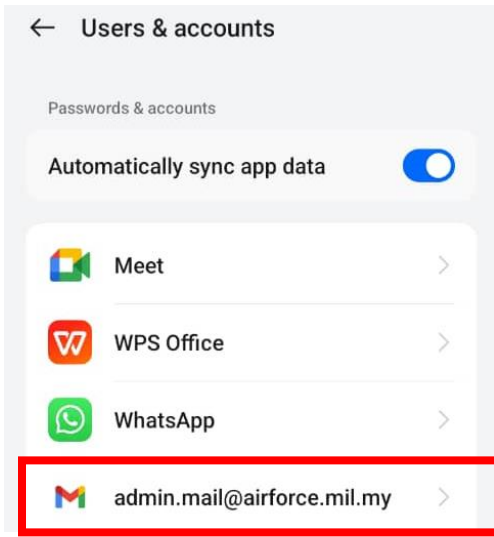 Users & accounts
Passwords & accounts
Automatically sync app data
Meet
WPS Office
WhatsApp
admin.mail@airforce.mil.my